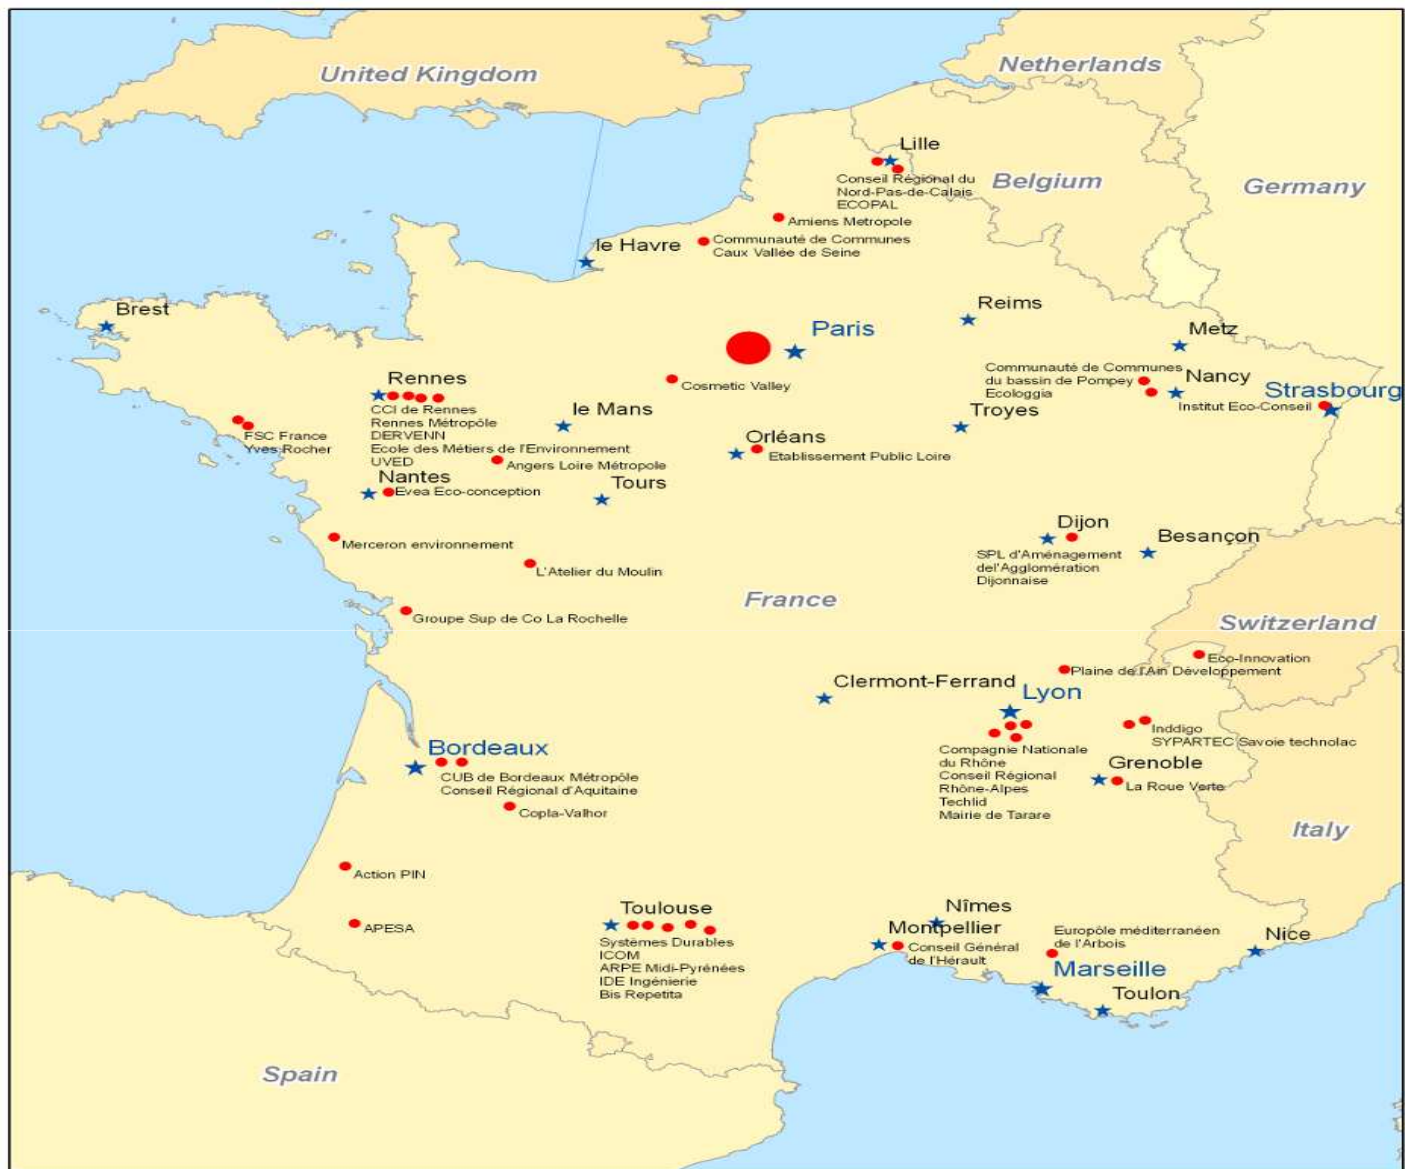 United Kingdom
Netherlands
Lille
Conseil Régional du
Nord-Pas-de-Calais
ECOPAL
Belgium
Germany
Amiens Metropole
le Havre
Communauté de Communes
Caux Vallée de Seine
Brest
Reims
Paris
Metz
Cosmetic Valley
Communauté de Communes
du bassin de Pompey
Ecologgia
Nancy
Strasbourg
Institut Eco-Conseil
Rennes
CCI de Rennes
Rennes Métropôle
DERVENN
Ecole des Métiers de l'Environnement
UVED
le Mans
Troyes
FSC France
Yves Rocher
Orléans
Etablissement Public Loire
Angers Loire Métropole
Nantes
Evea Eco-conception
Tours
Merceron environnement
Dijon
SPL d'Aménagement
del'Agglomération
Dijonnaise
Besançon
L'Atelier du Moulin
France
Groupe Sup de Co La Rochelle
Switzerland
Eco-Innovation
Plaine de l'Ain Développement
Clermont-Ferrand
Lyon
Inddigo
SYPARTEC Savoie technolac
Compagnie Nationale
du Rhône
Conseil Régional
Rhône-Alpes
Techlid
Mairie de Tarare
Grenoble
La Roue Verte
Bordeaux
CUB de Bordeaux Métropôle
Conseil Régional d'Aquitaine
Copla-Valhor
Italy
Action PIN
APESA
Toulouse
Systèmes Durables
ICOM
ARPE Midi-Pyrénées
IDE Ingénierie
Bis Repetita
Nîmes
Montpellier
Conseil Général
de l'Hérault
Europôle méditerranéen
de l'Arbois
Nice
Marseille
Toulon
Spain